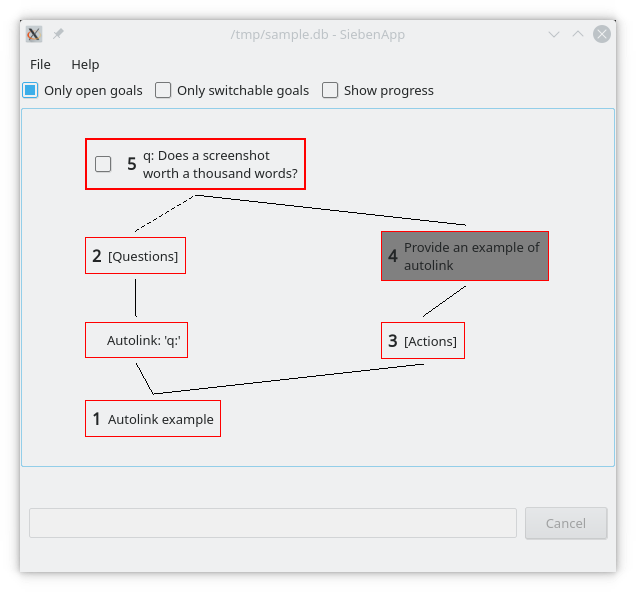 /tmp/sample.db - SiebenApp
File Help
Only open goals Only switchable goals Show progress
5 q: Does a screenshot
worth a thousand words?
2 [Questions]
4 Provide an example of
autolink
Autolink: 'q:'
3 [Actions]
1 Autolink example
Cancel